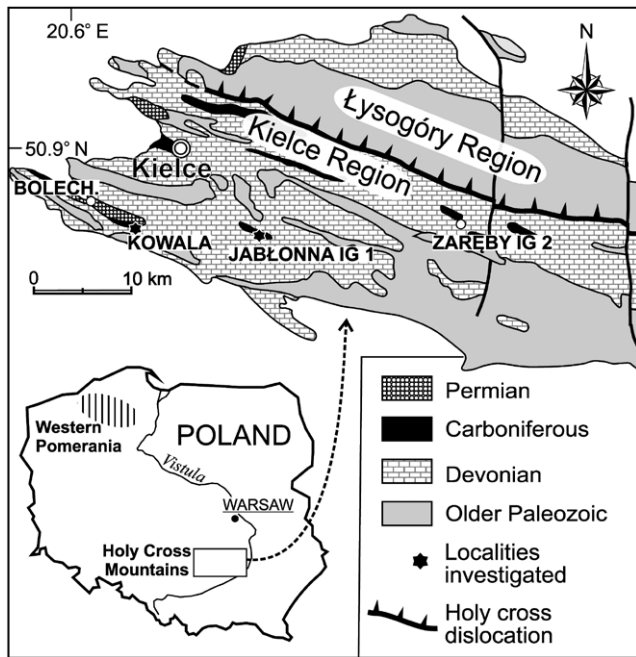 20.6° E
N
Łysogóry Region
50.9° N
Kielce Region
Kielce
BOLECH.
KOWALA
JABŁONNA IG 1
ZARĘBY IG 2
0 10 km
Western
Pomerania
POLAND
Vistula
WARSAW
Holy Cross
Mountains
Permian
Carboniferous
Devonian
Older Paleozoic
Localities
investigated
Holy cross
dislocation